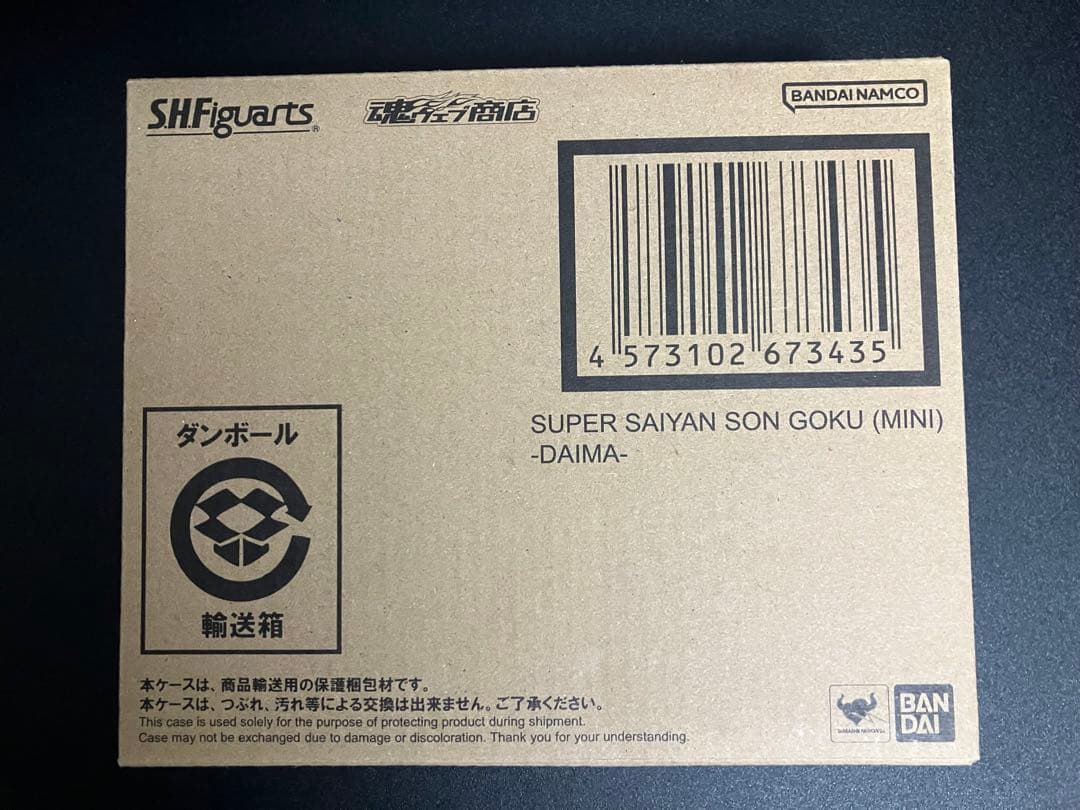 S.H.Figuarts®
魂ウェブ商店
BANDAI NAMCO
4 573102 673435
SUPER SAIYAN SON GOKU (MINI)
-DAIMA-
ダンボール
輸送箱
本ケースは、商品輸送用の保護梱包材です。
本ケースは、つぶれ、汚れ等による交換は出来ません。ご了承ください。
This case is used solely for the purpose of protecting product during shipment.
Case may not be exchanged due to damage or discoloration. Thank you for your understanding.
TAMASHII NATIONS
BAN
DAI